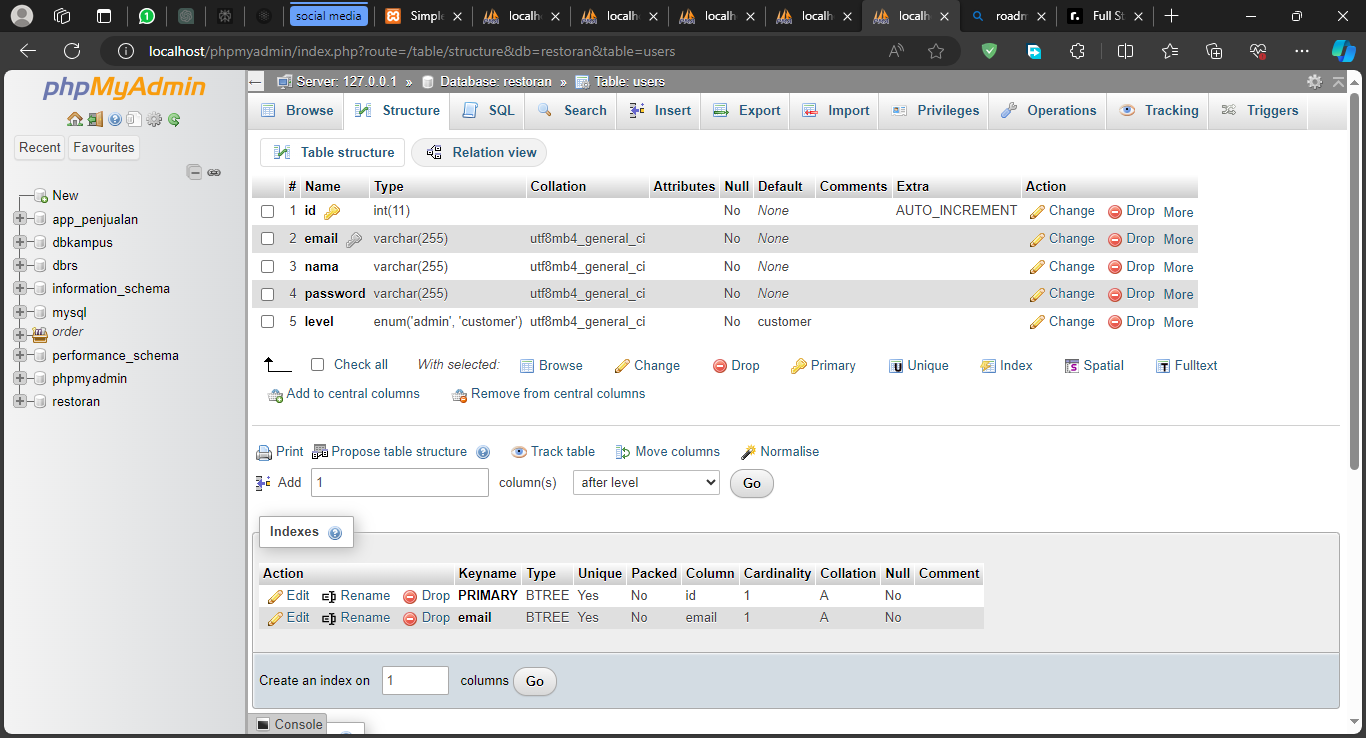 social media Simple localh localh localh localh localh roadm Full St
localhost/phpmyadmin/index.php?route=/table/structure&db=restoran&table=users
phpMyAdmin
Recent Favourites
New
app_penjualan
dbkampus
dbrs
information_schema
mysql
order
performance_schema
phpmyadmin
restoran
Server: 127.0.0.1 » Database: restoran » Table: users
Browse Structure SQL Search Insert Export Import Privileges Operations Tracking Triggers
Table structure Relation view
# Name Type Collation Attributes Null Default Comments Extra Action
1 id int(11) No None AUTO_INCREMENT Change Drop More
2 email varchar(255) utf8mb4_general_ci No None Change Drop More
3 nama varchar(255) utf8mb4_general_ci No None Change Drop More
4 password varchar(255) utf8mb4_general_ci No None Change Drop More
5 level enum('admin', 'customer') utf8mb4_general_ci No customer Change Drop More
Check all With selected: Browse Change Drop Primary Unique Index Spatial Fulltext
Add to central columns Remove from central columns
Print Propose table structure Track table Move columns Normalise
Add 1 column(s) after level Go
Indexes
Action Keyname Type Unique Packed Column Cardinality Collation Null Comment
Edit Rename Drop PRIMARY BTREE Yes No id 1 A No
Edit Rename Drop email BTREE Yes No email 1 A No
Create an index on 1 columns Go
Console